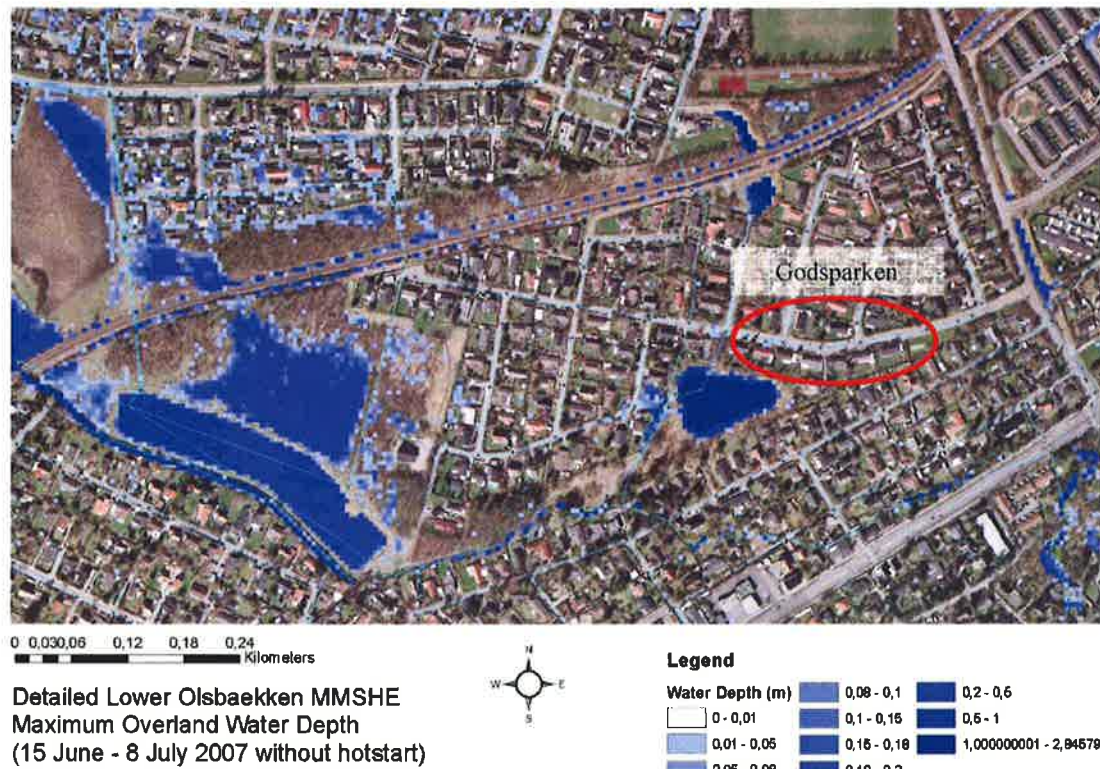 Godsparken
0 0,030,06 0,12 0,18 0,24
Kilometers
N
W E
S
Detailed Lower Olsbaekken MMSHE
Maximum Overland Water Depth
(15 June - 8 July 2007 without hotstart)
Legend
Water Depth (m)
0 - 0,01
0,01 - 0,05
0,08 - 0,1
0,1 - 0,15
0,15 - 0,18
0,2 - 0,5
0,5 - 1
1,000000001 - 2,84579